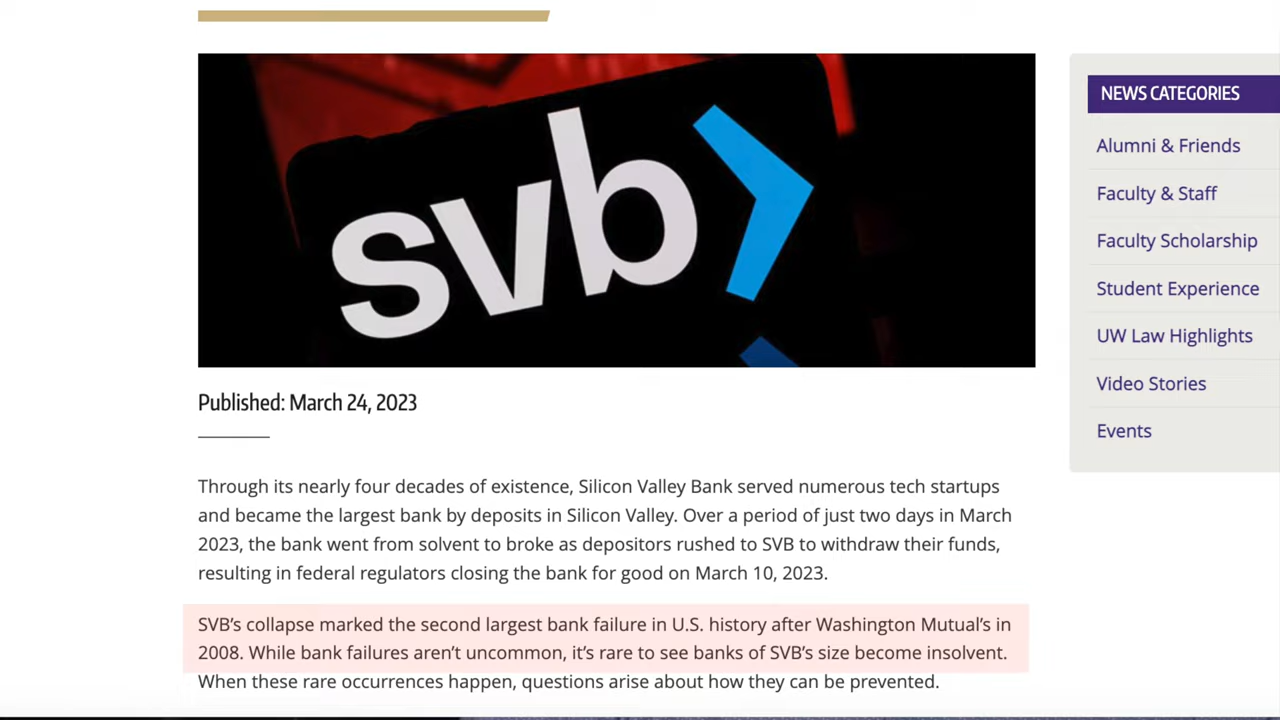 svb
NEWS CATEGORIES
Alumni & Friends
Faculty & Staff
Faculty Scholarship
Student Experience
UW Law Highlights
Video Stories
Events
Published: March 24, 2023
Through its nearly four decades of existence, Silicon Valley Bank served numerous tech startups
and became the largest bank by deposits in Silicon Valley. Over a period of just two days in March
2023, the bank went from solvent to broke as depositors rushed to SVB to withdraw their funds,
resulting in federal regulators closing the bank for good on March 10, 2023.
SVB’s collapse marked the second largest bank failure in U.S. history after Washington Mutual’s in
2008. While bank failures aren’t uncommon, it’s rare to see banks of SVB’s size become insolvent.
When these rare occurrences happen, questions arise about how they can be prevented.